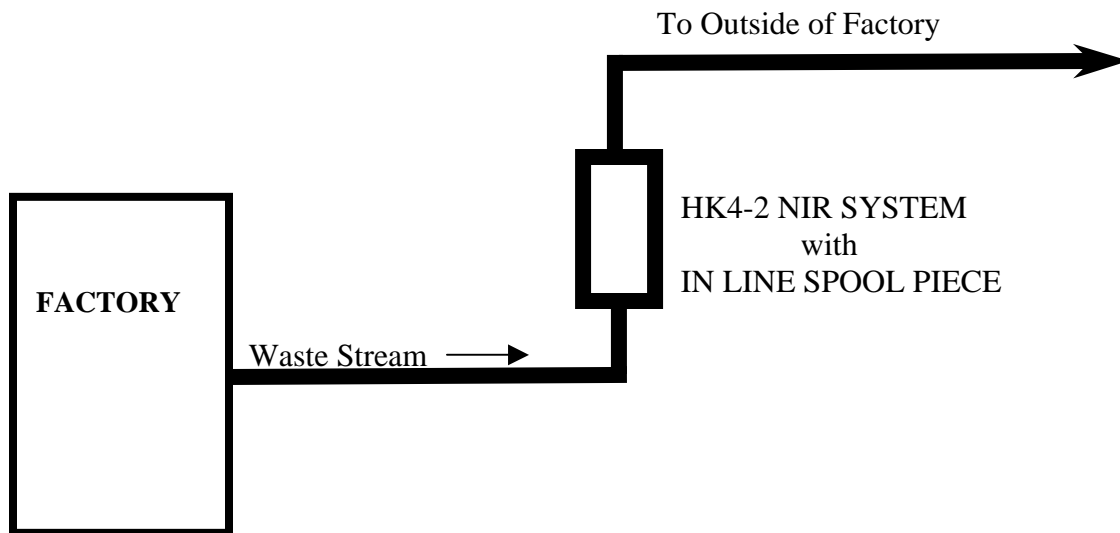 To Outside of Factory
HK4-2 NIR SYSTEM
with
IN LINE SPOOL PIECE
FACTORY
Waste Stream